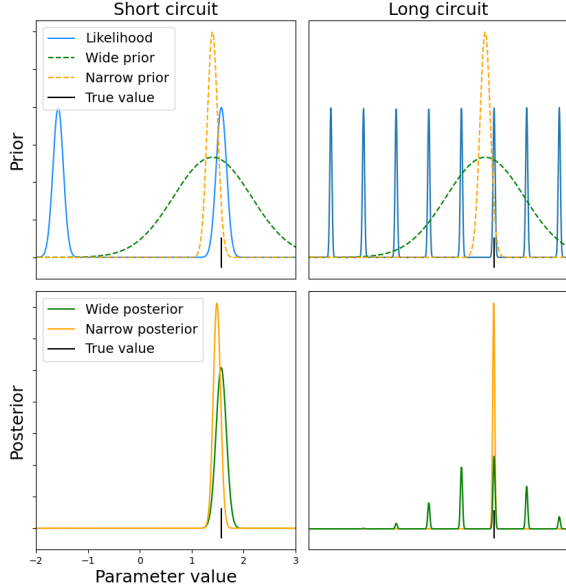 Short circuit
Long circuit
Prior
Likelihood
Wide prior
Narrow prior
True value
Posterior
Wide posterior
Narrow posterior
True value
−2 −1 0 1 2 3
Parameter value